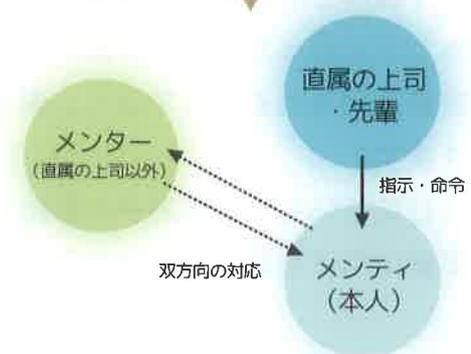 直属の上司
・先輩
メンター
(直属の上司以外)
指示・命令
双方向の対応
メンティ
(本人)